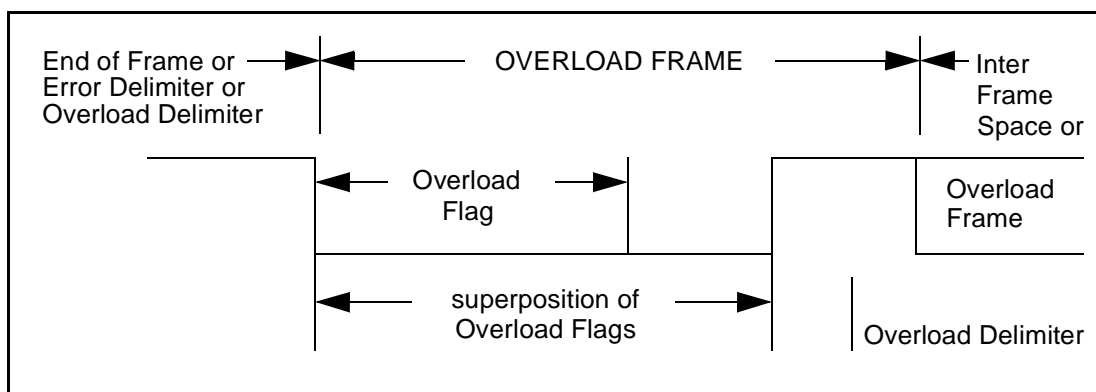 End of Frame or
Error Delimiter or
Overload Delimiter
OVERLOAD FRAME
Inter
Frame
Space or
Overload
Flag
Overload
Frame
superposition of
Overload Flags
Overload Delimiter